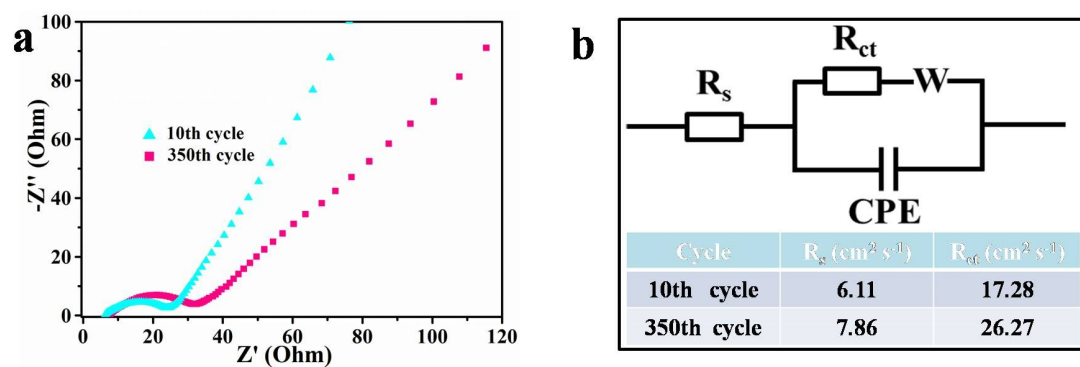 a
100
80
60
40
20
0
-Z'' (Ohm)
10th cycle
350th cycle
0 20 40 60 80 100 120
Z' (Ohm)
b
Rct
Rs
W
CPE
Cycle Rs (cm² s⁻¹) Rct (cm² s⁻¹)
10th cycle 6.11 17.28
350th cycle 7.86 26.27